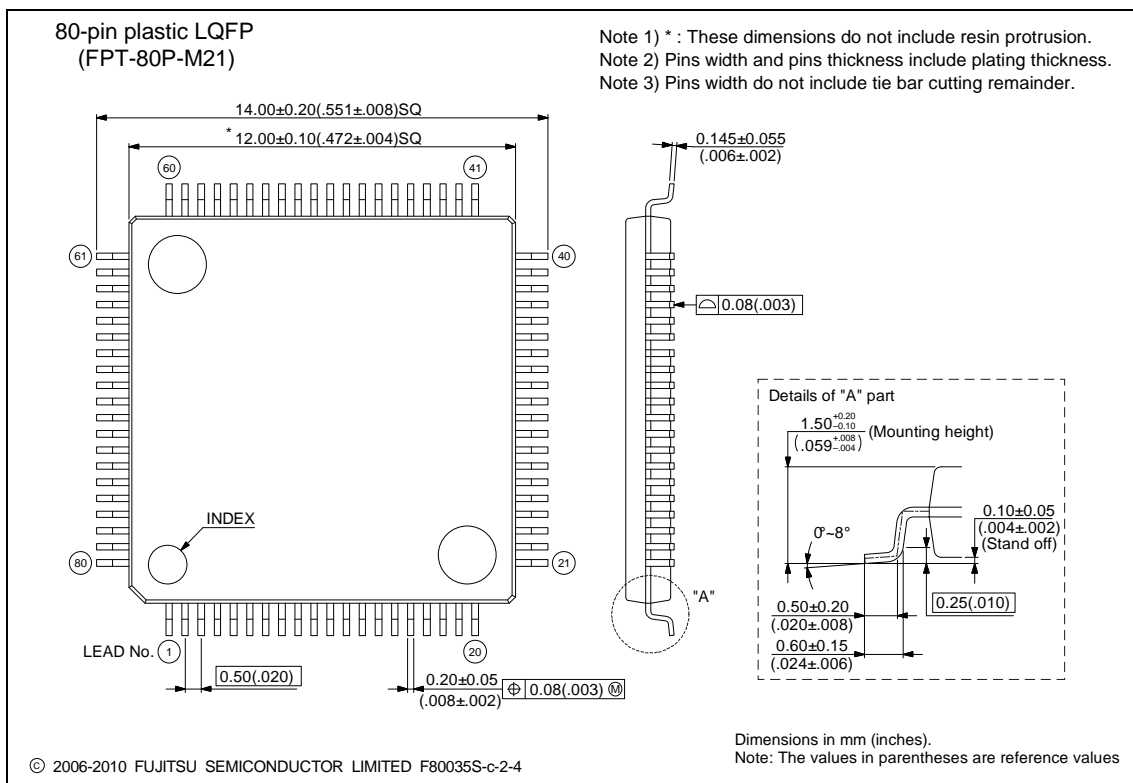 80-pin plastic LQFP
(FPT-80P-M21)
Note 1) * : These dimensions do not include resin protrusion.
Note 2) Pins width and pins thickness include plating thickness.
Note 3) Pins width do not include tie bar cutting remainder.
14.00±0.20(.551±.008)SQ
* 12.00±0.10(.472±.004)SQ
60
41
61
40
INDEX
80
21
LEAD No.
1
20
0.50(.020)
0.20±0.05
(.008±.002)
⌖ 0.08(.003) Ⓜ
0.145±0.055
(.006±.002)
⌓ 0.08(.003)
"A"
Details of "A" part
1.50 +0.20 −0.10
(.059 +.008 −.004)
(Mounting height)
0°~8°
0.10±0.05
(.004±.002)
(Stand off)
0.25(.010)
0.50±0.20
(.020±.008)
0.60±0.15
(.024±.006)
© 2006-2010 FUJITSU SEMICONDUCTOR LIMITED F80035S-c-2-4
Dimensions in mm (inches).
Note: The values in parentheses are reference values